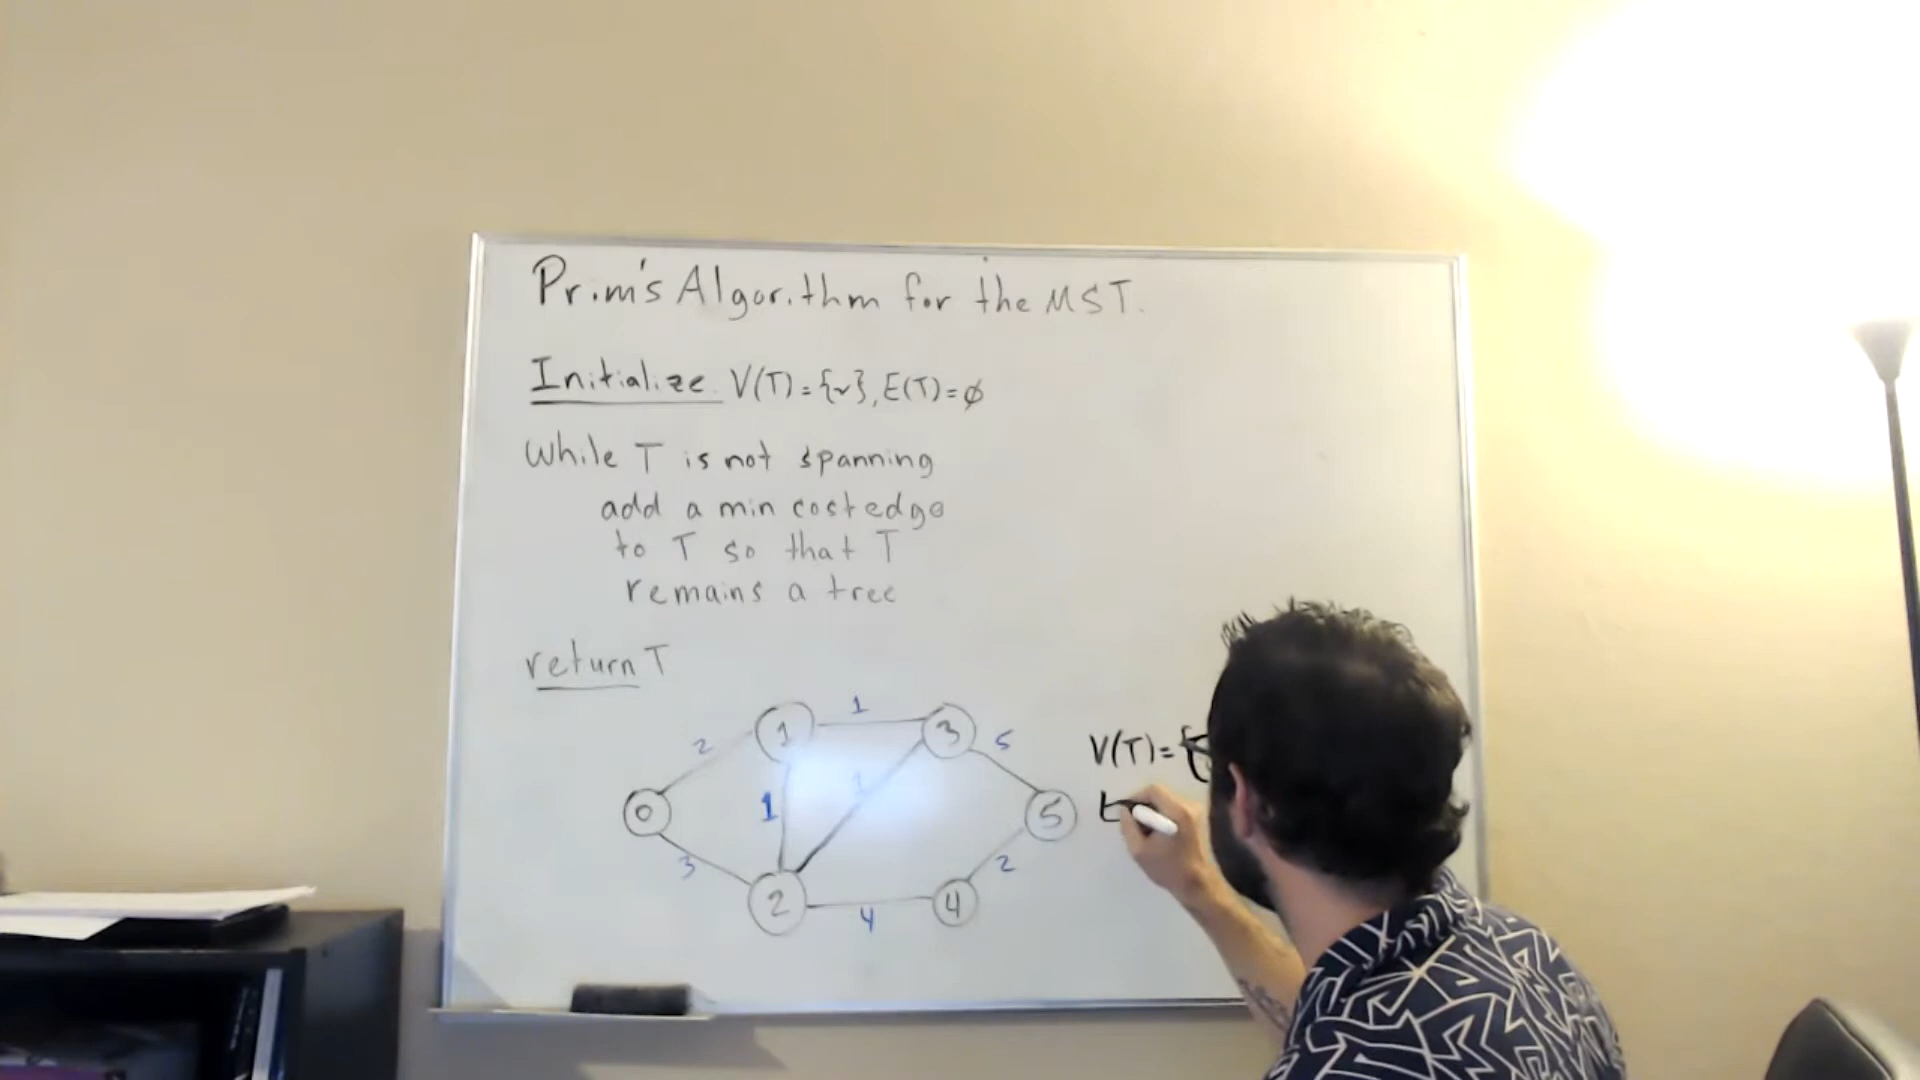 Prim's Algorithm for the MST.
Initialize V(T) = {v}, E(T) = ∅
While T is not spanning
add a min cost edge
to T so that T
remains a tree
return T
1
2 1 3 5
1 1
0 5
3 2
2 4 4
V(T) = {